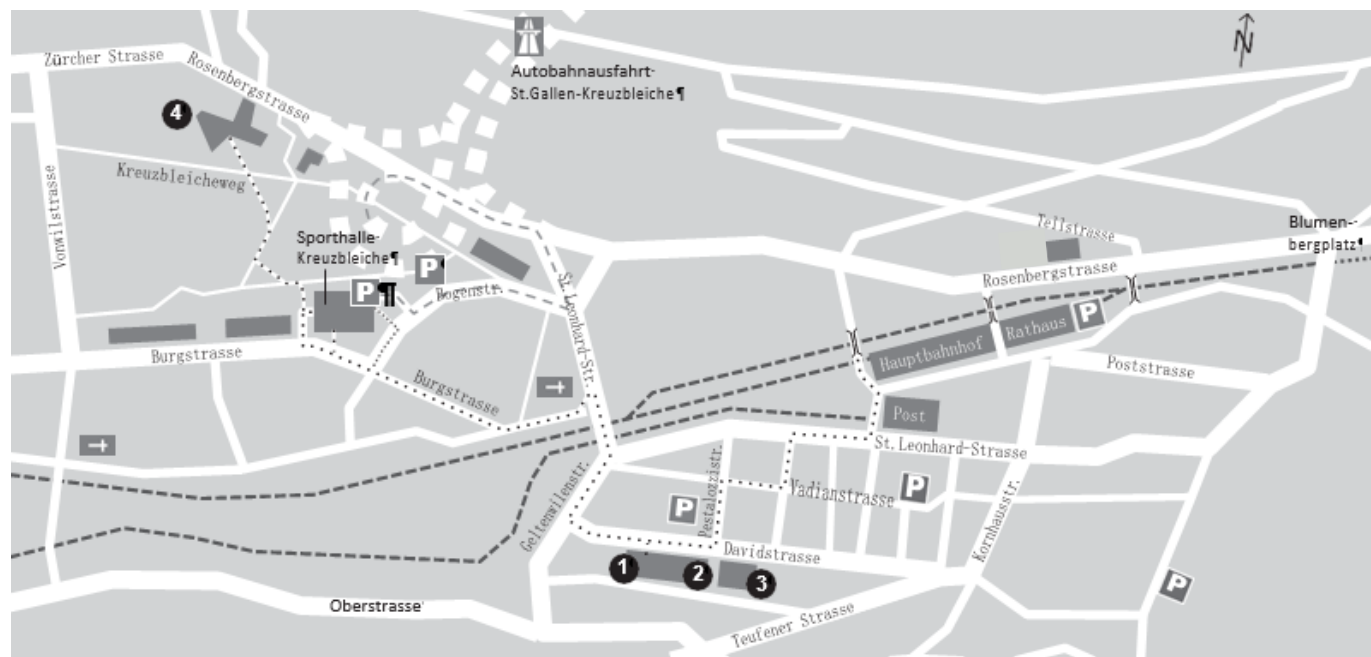 N
Zürcher Strasse
Rosenbergstrasse
Autobahnausfahrt-
St.Gallen-Kreuzbleiche¶
4
Kreuzbleicheweg
Vonwilstrasse
Tellstrasse
Blumen-
bergplatz¶
Sporthalle-
Kreuzbleiche¶
P
P ¶
Rosenbergstrasse
Bogenstr.
St.Leonhard-Str.
Rathaus
P
Hauptbahnhof
Burgstrasse
Poststrasse
Burgstrasse
Post
St.Leonhard-Strasse
Pestalozzistr.
Vadianstrasse
P
P
Geltenwilenstr.
Kornhausstr.
Davidstrasse
1
2
3
P
Oberstrasse
Teufener Strasse